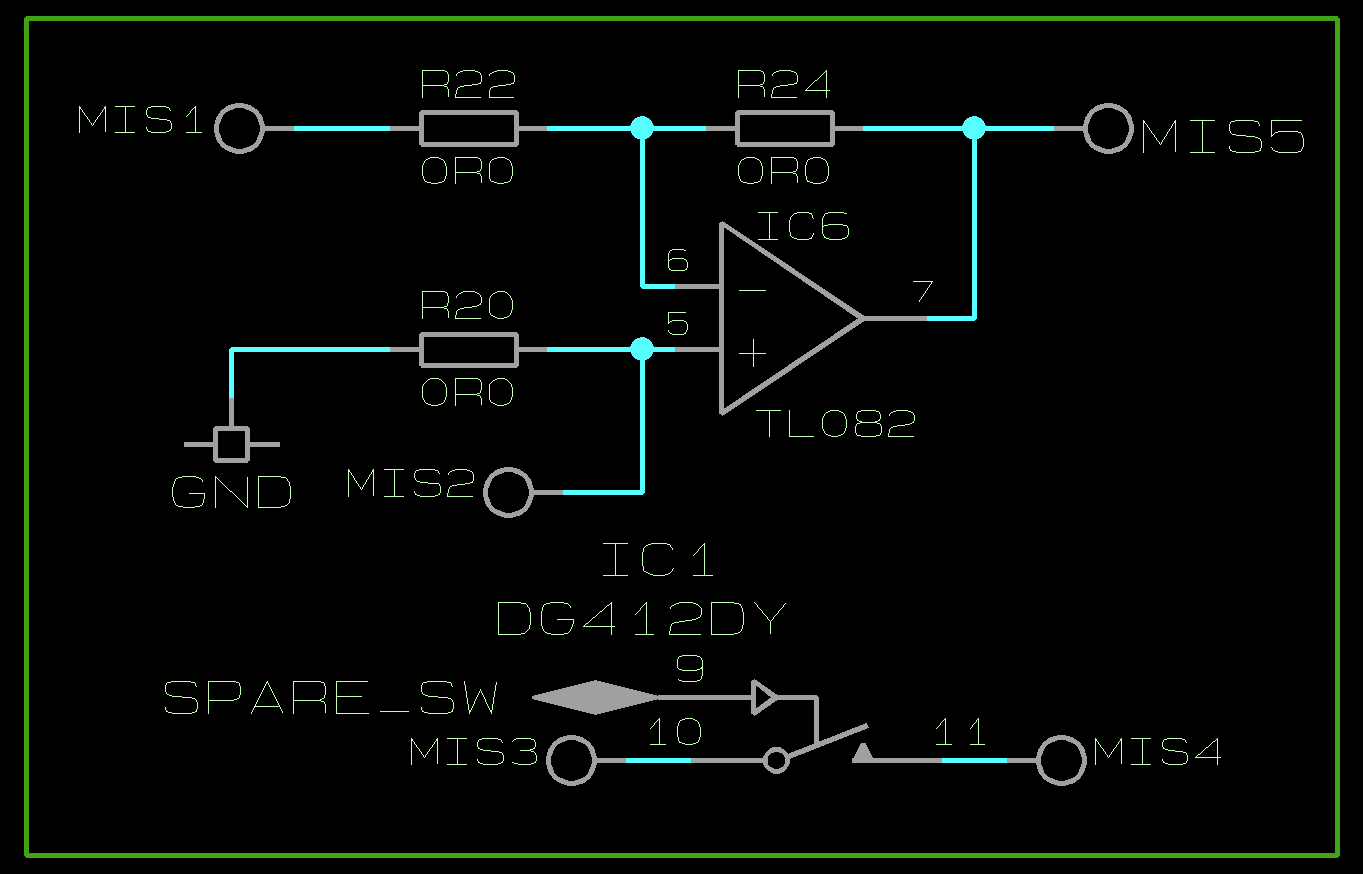 R22
R24
MIS1
MIS5
0R0
0R0
IC6
6
7
R20
5
-
+
0R0
TL082
MIS2
GND
IC1
DG412DY
9
SPARE_SW
10
11
MIS3
MIS4